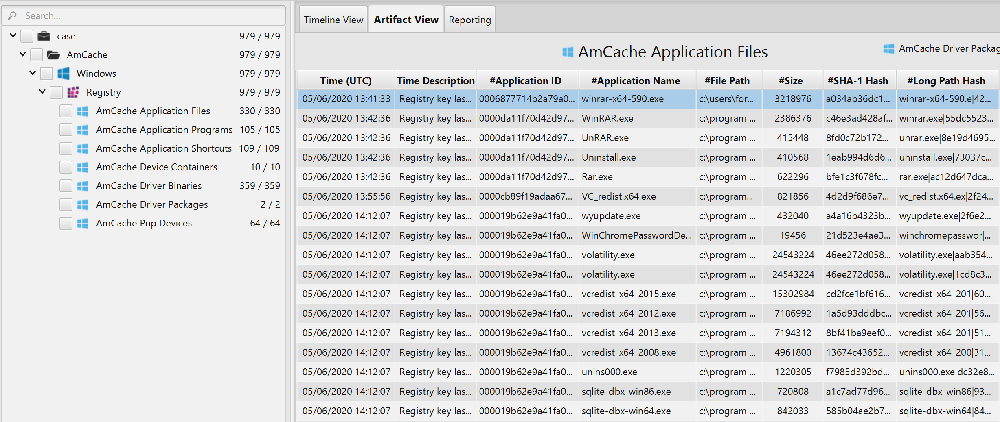 Search...
case 979 / 979
AmCache 979 / 979
Windows 979 / 979
Registry 979 / 979
AmCache Application Files 330 / 330
AmCache Application Programs 105 / 105
AmCache Application Shortcuts 109 / 109
AmCache Device Containers 10 / 10
AmCache Driver Binaries 359 / 359
AmCache Driver Packages 2 / 2
AmCache Pnp Devices 64 / 64
Timeline View Artifact View Reporting
AmCache Application Files AmCache Driver Packag
Time (UTC) Time Description #Application ID #Application Name #File Path #Size #SHA-1 Hash #Long Path Hash
05/06/2020 13:41:33 Registry key las... 0006877714b2a79a0... winrar-x64-590.exe c:\users\for... 3218976 a034ab36dc1... winrar-x64-590.e|42...
05/06/2020 13:42:36 Registry key las... 0000da11f70d42d97... WinRAR.exe c:\program ... 2386376 c46e3ad428af... winrar.exe|55dc5523...
05/06/2020 13:42:36 Registry key las... 0000da11f70d42d97... UnRAR.exe c:\program ... 415448 8fd0c72b172... unrar.exe|8e19d4695...
05/06/2020 13:42:36 Registry key las... 0000da11f70d42d97... Uninstall.exe c:\program ... 410568 1eab994d6d6... uninstall.exe|73037c...
05/06/2020 13:42:36 Registry key las... 0000da11f70d42d97... Rar.exe c:\program ... 622296 bfe1c3f678fc... rar.exe|ac12d647dca...
05/06/2020 13:55:56 Registry key las... 0000cb89f19adaa67... VC_redist.x64.exe c:\program... 821856 4d2d9f686e7... vc_redist.x64.ex|2f24...
05/06/2020 14:12:07 Registry key las... 000019b62e9a41fa0... wyupdate.exe c:\program ... 432040 a4a16b4323b... wyupdate.exe|2f6e2...
05/06/2020 14:12:07 Registry key las... 000019b62e9a41fa0... WinChromePasswordDe... c:\program ... 19456 21d523e4ae3... winchromepasswor|...
05/06/2020 14:12:07 Registry key las... 000019b62e9a41fa0... volatility.exe c:\program ... 24543224 46ee272d058... volatility.exe|aab354...
05/06/2020 14:12:07 Registry key las... 000019b62e9a41fa0... volatility.exe c:\program ... 24543224 46ee272d058... volatility.exe|1cd8c3...
05/06/2020 14:12:07 Registry key las... 000019b62e9a41fa0... vcredist_x64_2015.exe c:\program ... 15302984 cd2fce1bf616... vcredist_x64_201|60...
05/06/2020 14:12:07 Registry key las... 000019b62e9a41fa0... vcredist_x64_2012.exe c:\program ... 7186992 1a5d93dddbc... vcredist_x64_201|56...
05/06/2020 14:12:07 Registry key las... 000019b62e9a41fa0... vcredist_x64_2013.exe c:\program ... 7194312 8bf41ba9eef0... vcredist_x64_201|51...
05/06/2020 14:12:07 Registry key las... 000019b62e9a41fa0... vcredist_x64_2008.exe c:\program ... 4961800 13674c43652... vcredist_x64_200|31...
05/06/2020 14:12:07 Registry key las... 000019b62e9a41fa0... unins000.exe c:\program ... 1220305 f7985d392bd... unins000.exe|dc32e8...
05/06/2020 14:12:07 Registry key las... 000019b62e9a41fa0... sqlite-dbx-win86.exe c:\program ... 720808 a1c7ad77d96... sqlite-dbx-win86|93...
05/06/2020 14:12:07 Registry key las... 000019b62e9a41fa0... sqlite-dbx-win64.exe c:\program ... 842033 585b04ae2b7... sqlite-dbx-win64|84...